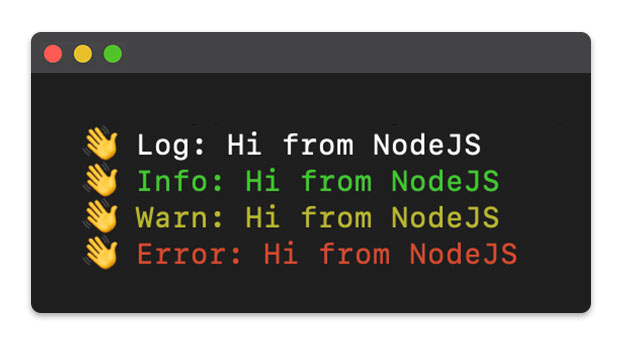 👋 Log: Hi from NodeJS
👋 Info: Hi from NodeJS
👋 Warn: Hi from NodeJS
👋 Error: Hi from NodeJS